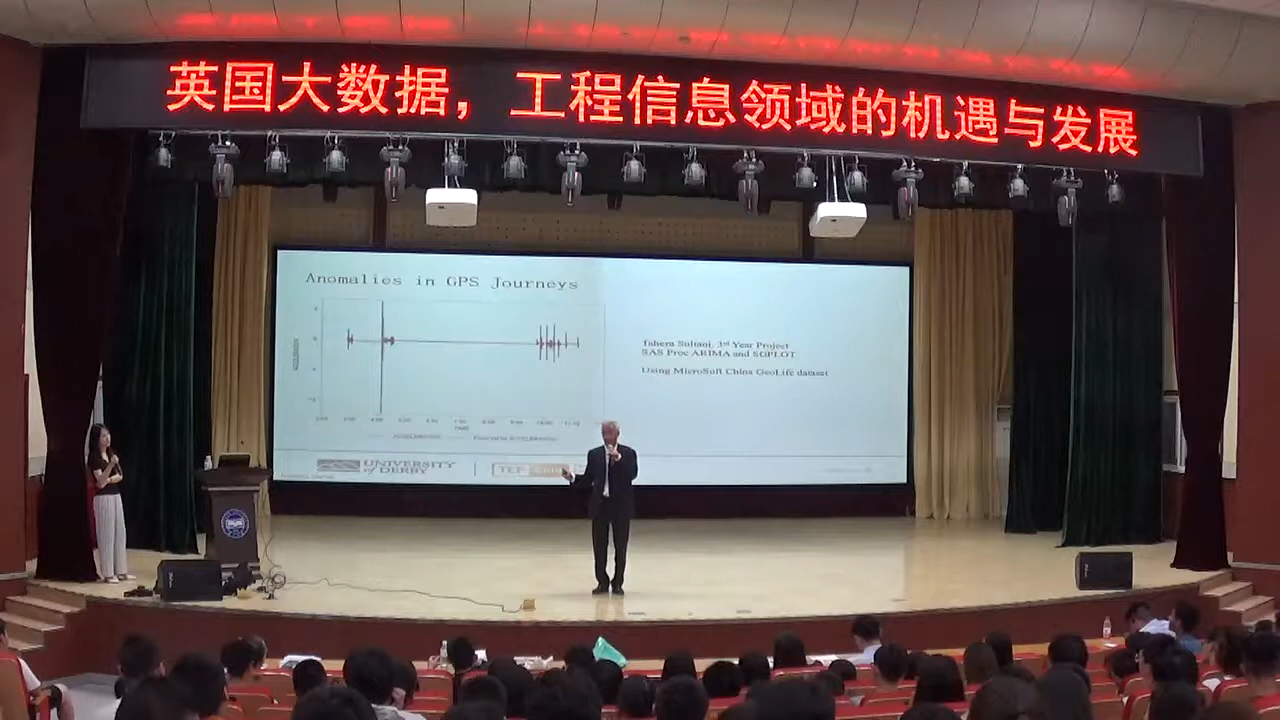 英国大数据，工程信息领域的机遇与发展
Anomalies in GPS Journeys
Tahera Sultani, 3rd Year Project
SAS Proc ARIMA and SGPLOT
Using MicroSoft China GeoLife dataset
UNIVERSITY
of DERBY
TEF